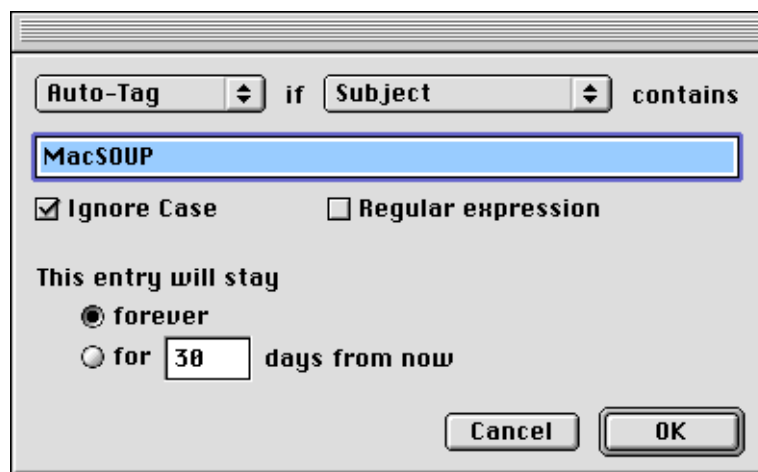 Auto-Tag if Subject contains
MacSOUP
Ignore Case Regular expression
This entry will stay
forever
for 30 days from now
Cancel OK